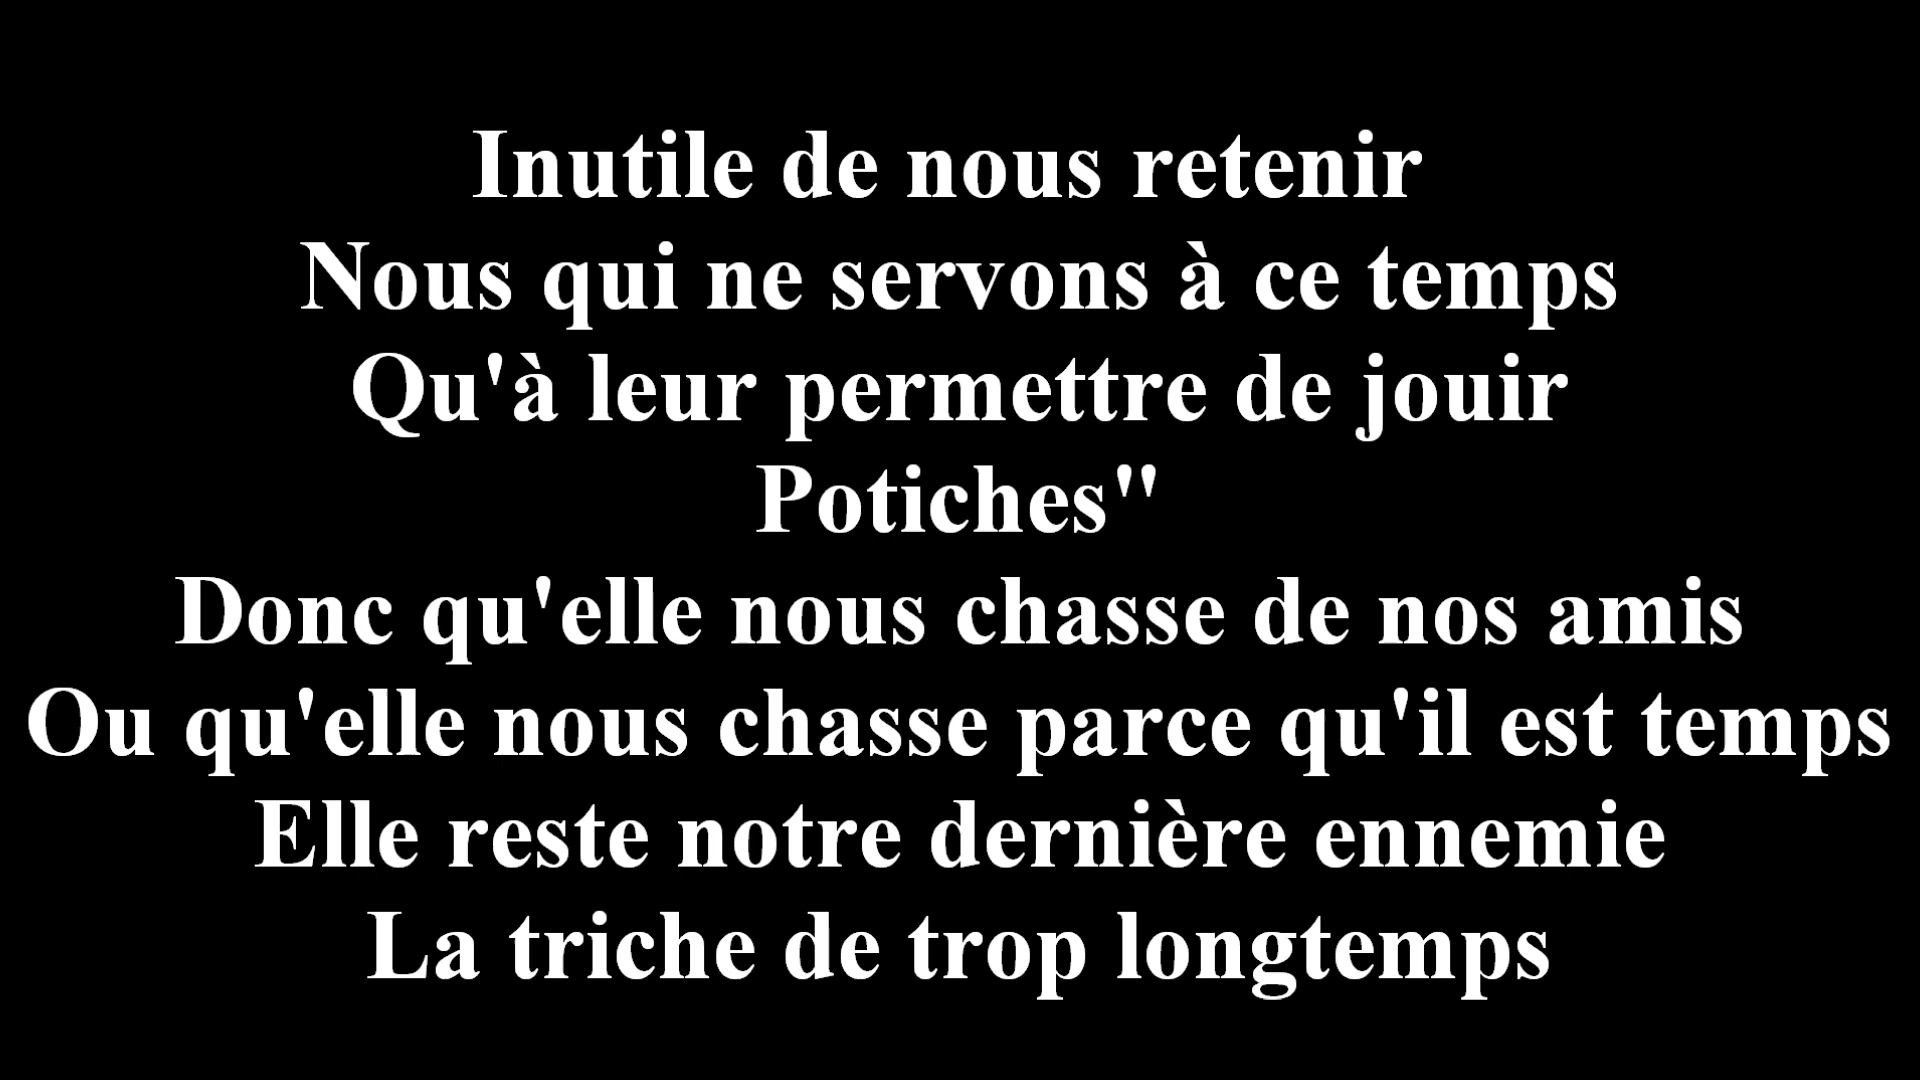 Inutile de nous retenir
Nous qui ne servons à ce temps
Qu'à leur permettre de jouir
Potiches"
Donc qu'elle nous chasse de nos amis
Ou qu'elle nous chasse parce qu'il est temps
Elle reste notre dernière ennemie
La triche de trop longtemps